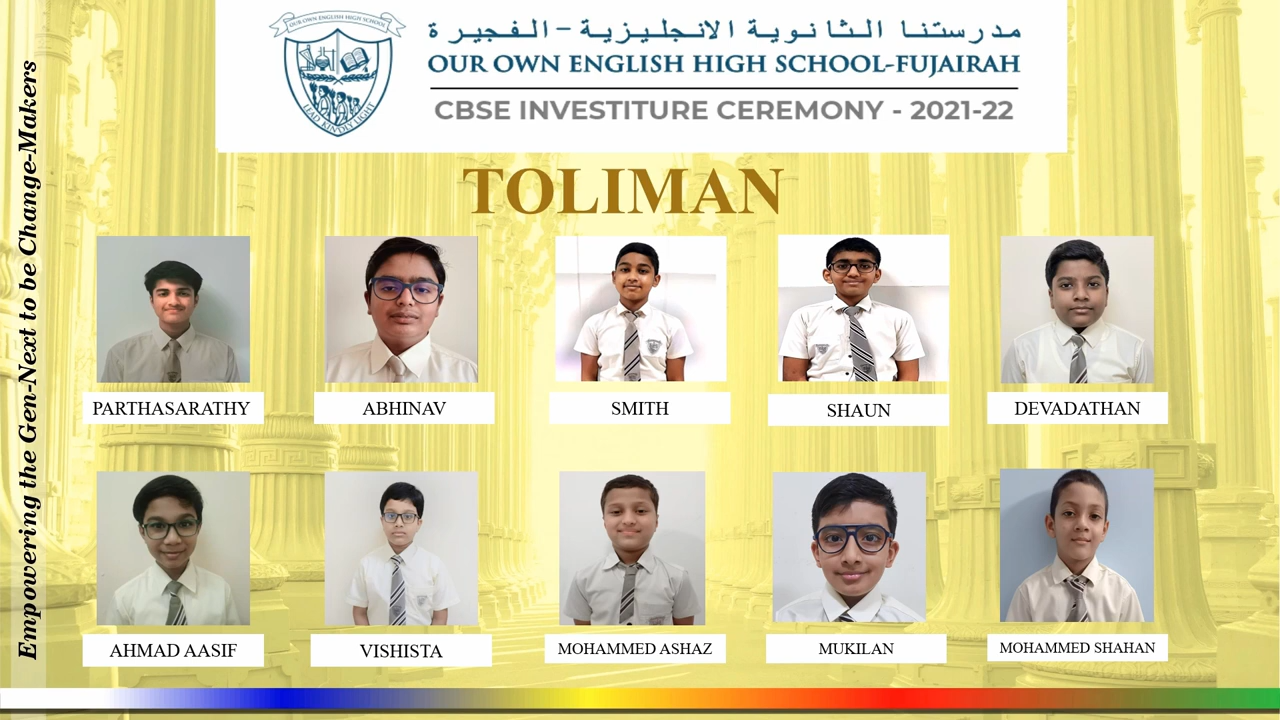 OUR OWN ENGLISH HIGH SCHOOL
LEAD KINDLY LIGHT
مدرستنا الثانوية الانجليزية - الفجيرة
OUR OWN ENGLISH HIGH SCHOOL-FUJAIRAH
CBSE INVESTITURE CEREMONY - 2021-22
Empowering the Gen-Next to be Change-Makers
TOLIMAN
PARTHASARATHY
ABHINAV
SMITH
SHAUN
DEVADATHAN
AHMAD AASIF
VISHISTA
MOHAMMED ASHAZ
MUKILAN
MOHAMMED SHAHAN